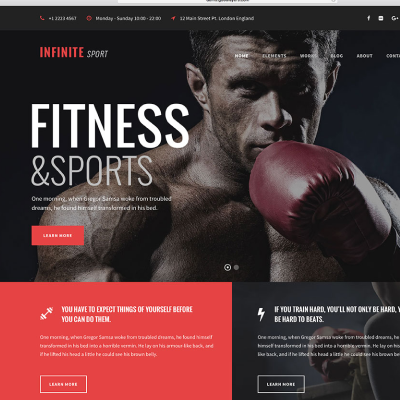 +1 3223 4567 Monday - Sunday 10:00 - 22:00 12 Main Street Pt. London England
INFINITE SPORT
HOME ELEMENTS WORKS BLOG ABOUT CONTACT
FITNESS
&SPORTS
One morning, when Gregor Samsa woke from troubled
dreams, he found himself transformed in his bed.
LEARN MORE
YOU HAVE TO EXPECT THINGS OF YOURSELF BEFORE
YOU CAN DO THEM.
One morning, when Gregor Samsa woke from troubled dreams, he found himself
transformed in his bed into a horrible vermin. He lay on his armour like back, and
if he lifted his head a little he could see his brown belly.
LEARN MORE
IF YOU TRAIN HARD, YOU'LL NOT ONLY BE HARD,
BE HARD TO BEATS.
One morning, when Gregor Samsa woke from troubled dreams, he
himself transformed in his bed into a horrible vermin. He lay on his
like back, and if he lifted his head a little he could see his brown
LEARN MORE